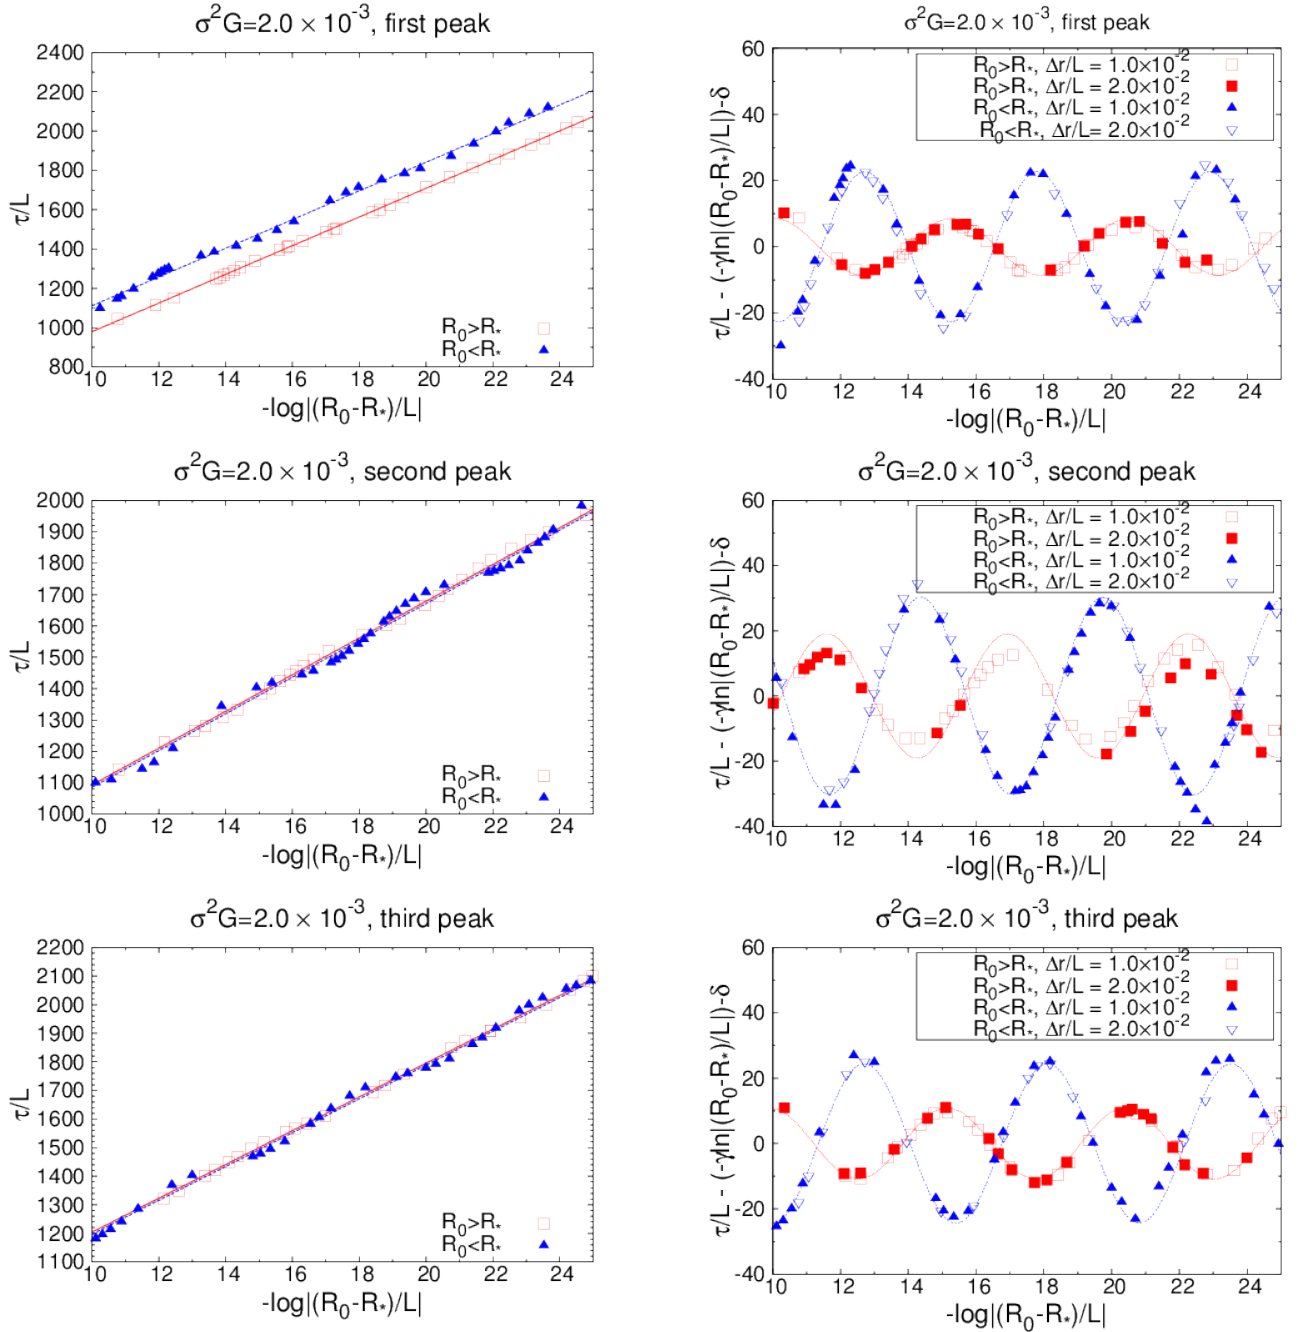 σ²G=2.0 × 10⁻³, first peak
τ/L
2400
2200
2000
1800
1600
1400
1200
1000
800
R₀>R*
R₀<R*
10 12 14 16 18 20 22 24
-log|(R₀-R*)/L|
σ²G=2.0 × 10⁻³, first peak
τ/L - (-γln|(R₀-R*)/L|)-δ
60
40
20
0
-20
-40
R₀>R*, Δr/L = 1.0×10⁻²
R₀>R*, Δr/L = 2.0×10⁻²
R₀<R*, Δr/L = 1.0×10⁻²
R₀<R*, Δr/L = 2.0×10⁻²
10 12 14 16 18 20 22 24
-log|(R₀-R*)/L|
σ²G=2.0 × 10⁻³, second peak
τ/L
2000
1900
1800
1700
1600
1500
1400
1300
1200
1100
1000
R₀>R*
R₀<R*
10 12 14 16 18 20 22 24
-log|(R₀-R*)/L|
σ²G=2.0 × 10⁻³, second peak
τ/L - (-γln|(R₀-R*)/L|)-δ
60
40
20
0
-20
-40
R₀>R*, Δr/L = 1.0×10⁻²
R₀>R*, Δr/L = 2.0×10⁻²
R₀<R*, Δr/L = 1.0×10⁻²
R₀<R*, Δr/L = 2.0×10⁻²
10 12 14 16 18 20 22 24
-log|(R₀-R*)/L|
σ²G=2.0 × 10⁻³, third peak
τ/L
2200
2100
2000
1900
1800
1700
1600
1500
1400
1300
1200
1100
R₀>R*
R₀<R*
10 12 14 16 18 20 22 24
-log|(R₀-R*)/L|
σ²G=2.0 × 10⁻³, third peak
τ/L - (-γln|(R₀-R*)/L|)-δ
60
40
20
0
-20
-40
R₀>R*, Δr/L = 1.0×10⁻²
R₀>R*, Δr/L = 2.0×10⁻²
R₀<R*, Δr/L = 1.0×10⁻²
R₀<R*, Δr/L = 2.0×10⁻²
10 12 14 16 18 20 22 24
-log|(R₀-R*)/L|